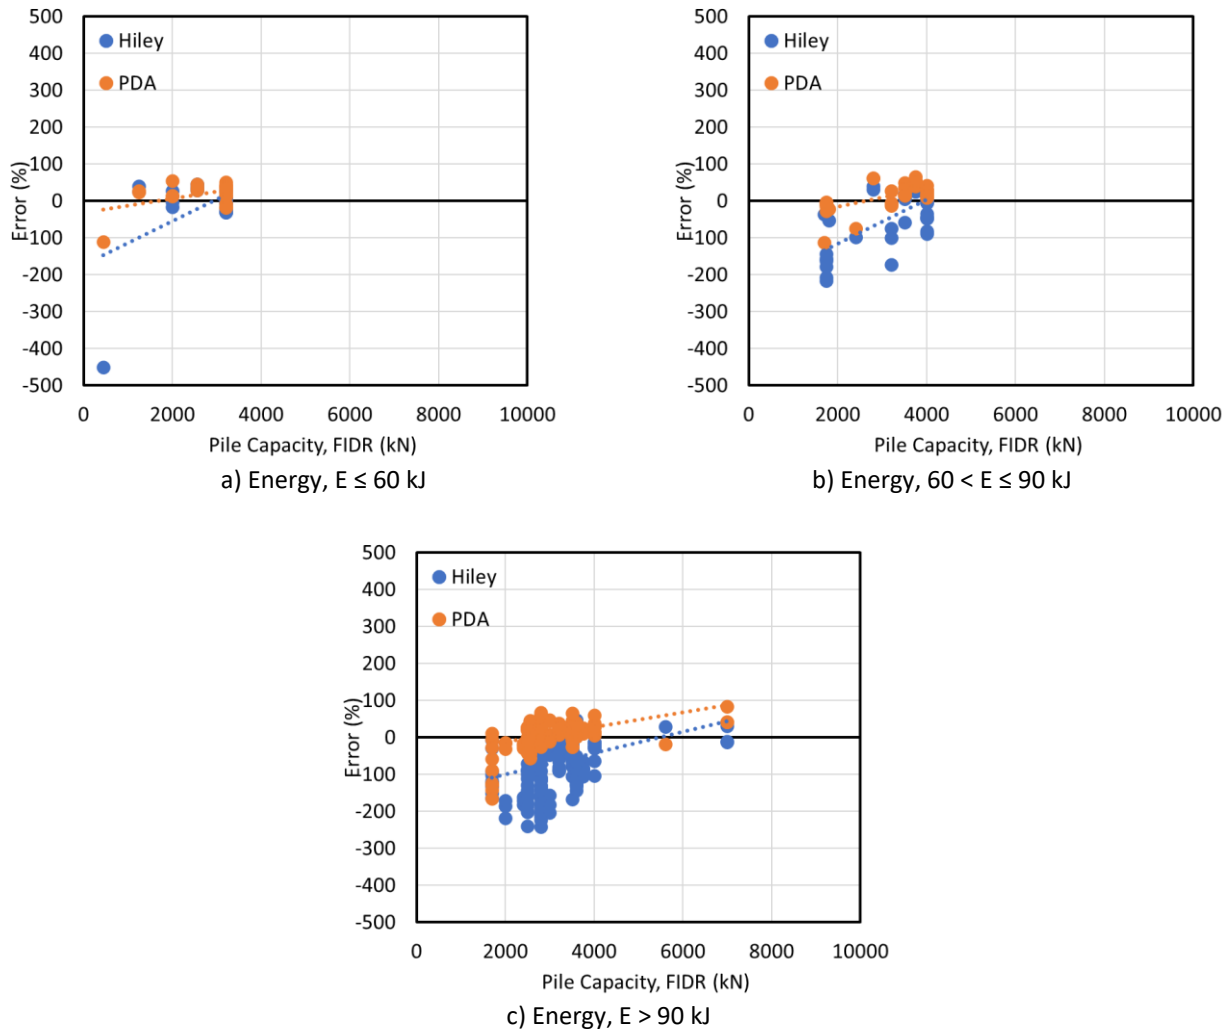 500
400
300
200
100
0
100
-200
-300
-400
-500
Error (%)
Hiley
PDA
0 2000 4000 6000 8000 10000
Pile Capacity, FIDR (kN)
a) Energy, E ≤ 60 kJ
500
400
300
200
100
0
100
-200
-300
-400
-500
Error (%)
Hiley
PDA
0 2000 4000 6000 8000 10000
Pile Capacity, FIDR (kN)
b) Energy, 60 < E ≤ 90 kJ
500
400
300
200
100
0
100
-200
-300
-400
-500
Error (%)
Hiley
PDA
0 2000 4000 6000 8000 10000
Pile Capacity, FIDR (kN)
c) Energy, E > 90 kJ